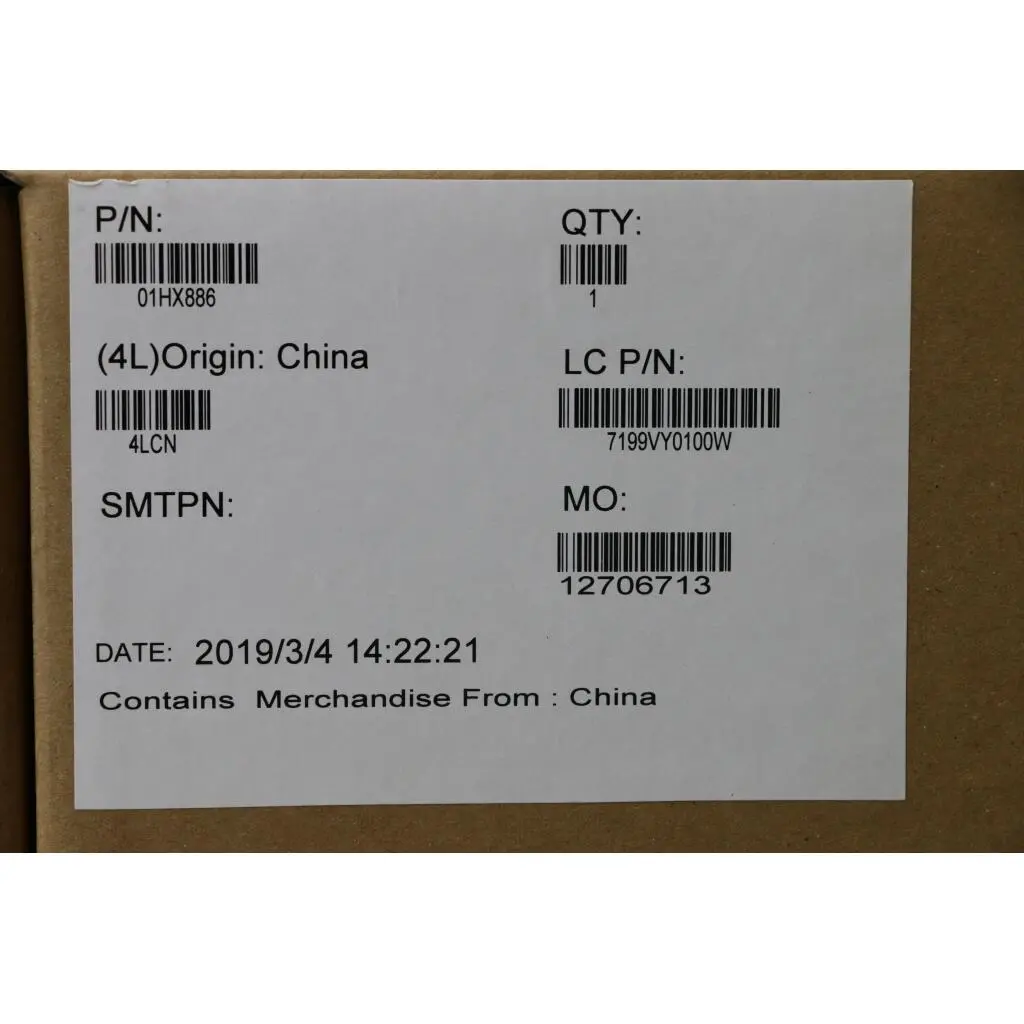 P/N:
01HX886
QTY:
1
(4L)Origin: China
4LCN
LC P/N:
7199VY0100W
SMTPN:
MO:
12706713
DATE: 2019/3/4 14:22:21
Contains Merchandise From : China